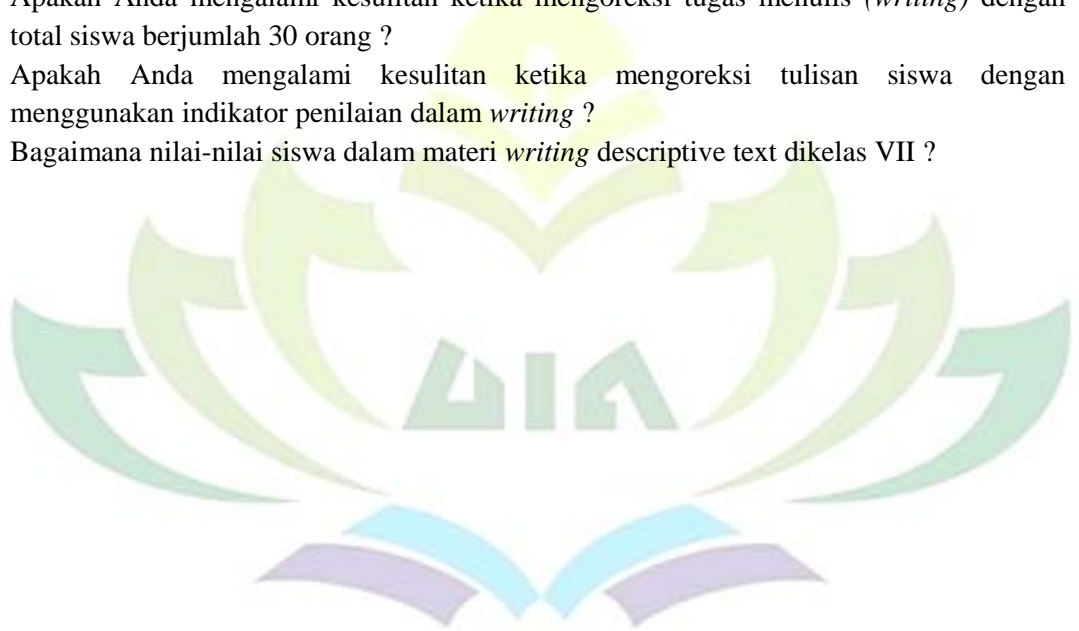 Apakah Anda mengalami kesulitan ketika mengoreksi tugas menulis (writing) dengan
total siswa berjumlah 30 orang ?
Apakah Anda mengalami kesulitan ketika mengoreksi tulisan siswa dengan
menggunakan indikator penilaian dalam writing ?
Bagaimana nilai-nilai siswa dalam materi writing descriptive text dikelas VII ?
UIN